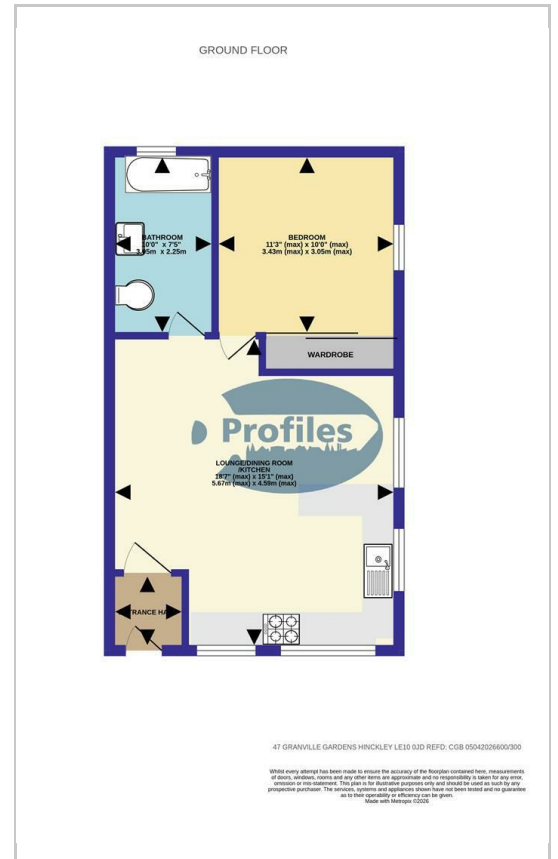 GROUND FLOOR
BATHROOM
10'0" x 7'5"
3.05m x 2.25m
BEDROOM
11'3" (max) x 10'0" (max)
3.43m (max) x 3.05m (max)
WARDROBE
Profiles
LOUNGE/DINING ROOM
/KITCHEN
18'7" (max) x 15'1" (max)
5.67m (max) x 4.59m (max)
47 GRANVILLE GARDENS HINCKLEY LE10 0JD REFD: CGB 05042026600/300
Whilst every attempt has been made to ensure the accuracy of the floorplan contained here, measurements
of doors, windows, rooms and any other items are approximate and no responsibility is taken for any error,
omission or mis-statement. This plan is for illustrative purposes only and should be used as such by any
prospective purchaser. The services, systems and appliances shown have not been tested and no guarantee
as to their operability or efficiency can be given.
Made with Metropix ©2026